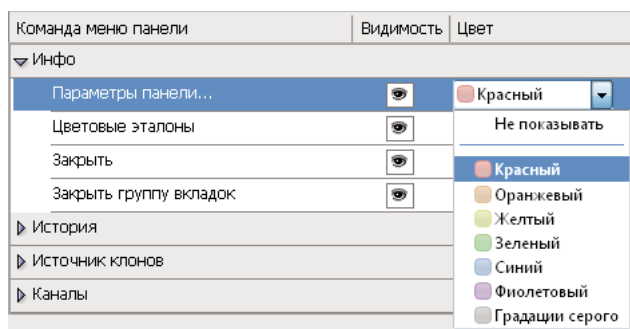 Команда меню панели Видимость Цвет
Инфо
Параметры панели... Красный
Цветовые эталоны Не показывать
Закрыть Красный
Закрыть группу вкладок Оранжевый
История Желтый
Зеленый
Источник клонов Синий
Каналы Фиолетовый
Градации серого